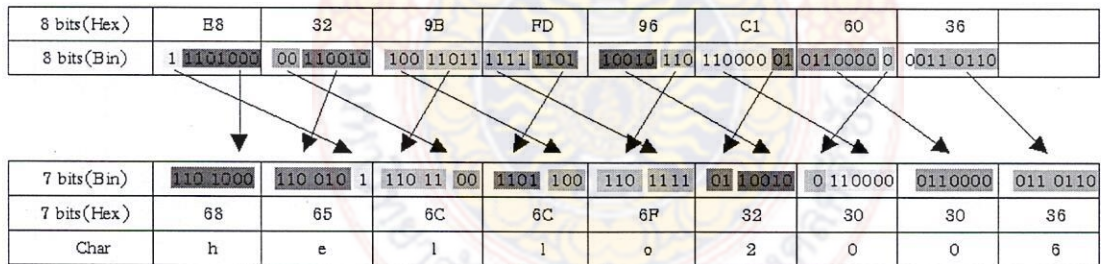 8 bits(Hex) E8 32 9B FD 96 C1 60 36
8 bits(Bin) 1 1101000 00 110010 100 11011 1111 1101 10010 110 110000 01 0110000 0 0011 0110
7 bits(Bin) 110 1000 110 010 1 110 11 00 1101 100 110 1111 01 10010 0 110000 0110000 011 0110
7 bits(Hex) 68 65 6C 6C 6F 32 30 30 36
Char h e l l o 2 0 0 6